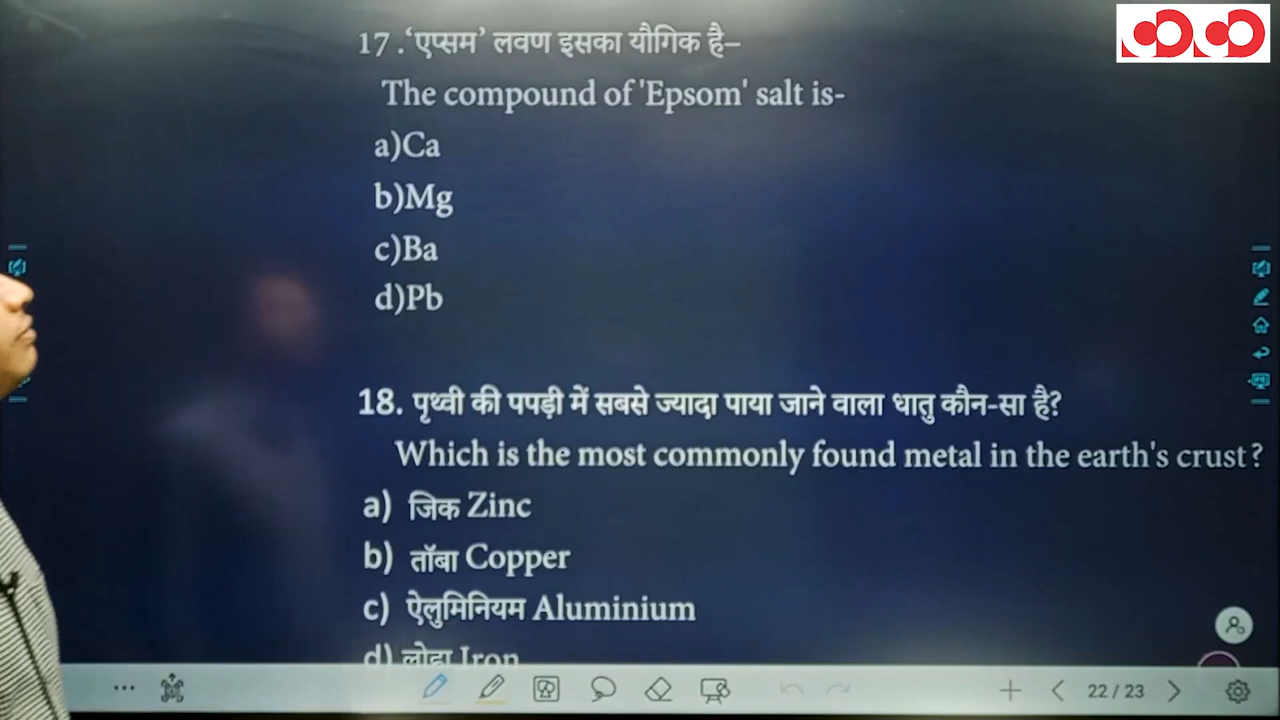 17 .‘एप्सम’ लवण इसका यौगिक है–
The compound of 'Epsom' salt is-
a)Ca
b)Mg
c)Ba
d)Pb
18. पृथ्वी की पपड़ी में सबसे ज्यादा पाया जाने वाला धातु कौन-सा है?
Which is the most commonly found metal in the earth's crust?
a) जिंक Zinc
b) ताँबा Copper
c) ऐलुमिनियम Aluminium
d) लोहा Iron
22 / 23